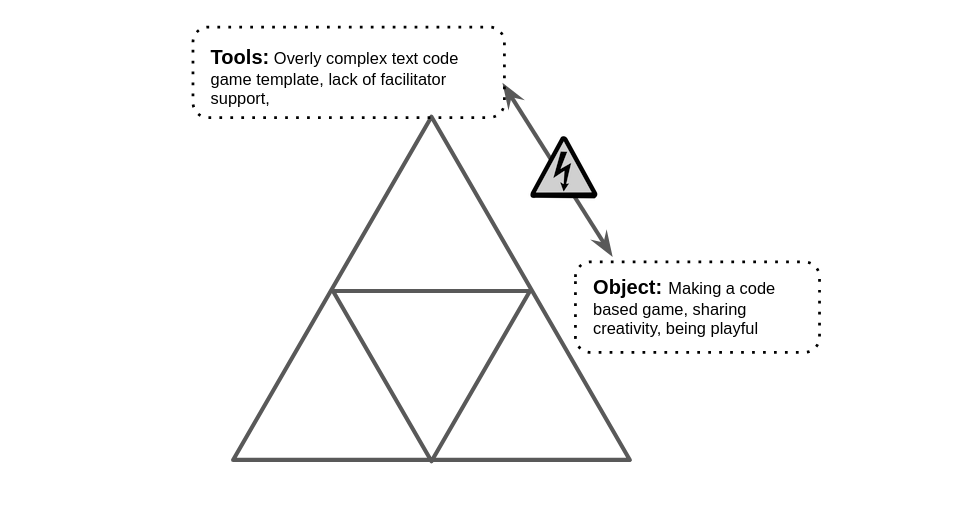 Tools: Overly complex text code
game template, lack of facilitator
support,
Object: Making a code
based game, sharing
creativity, being playful